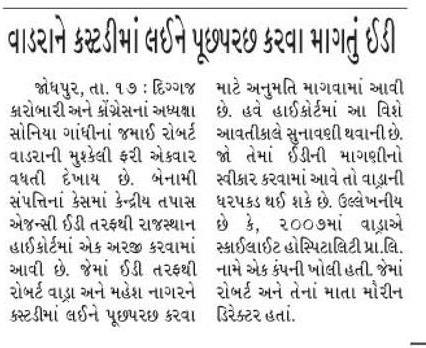 વાડરાને કસ્ટડીમાં લઈને પૂછપરછ કરવા માગતું ઈડી
જોધપુર, તા. ૧૭ : દિગ્ગજ
કારોબારી અને કોંગ્રેસનાં અધ્યક્ષા
સોનિયા ગાંધીનાં જમાઈ રોબર્ટ
વાડરાની મુશ્કેલી ફરી એકવાર
વધતી દેખાય છે. બેનામી
સંપત્તિનાં કેસમાં કેન્દ્રીય તપાસ
એજન્સી ઈડી તરફથી રાજસ્થાન
હાઈકોર્ટમાં એક અરજી કરવામાં
આવી છે. જેમાં ઈડી તરફથી
રોબર્ટ વાડ્રા અને મહેશ નાગરને
કસ્ટડીમાં લઈને પૂછપરછ કરવા
માટે અનુમતિ માગવામાં આવી
છે. હવે હાઈકોર્ટમાં આ વિશે
આવતીકાલે સુનાવણી થવાની છે.
જો તેમાં ઈડીની માગણીનો
સ્વીકાર કરવામાં આવે તો વાડ્રાની
ધરપકડ થઈ શકે છે. ઉલ્લેખનીય
છે કે, ૨૦૦૭માં વાડ્રાએ
સ્કાઈલાઈટ હોસ્પિટાલિટી પ્રા.લિ.
નામે એક કંપની ખોલી હતી. જેમાં
રોબર્ટ અને તેનાં માતા મૌરીન
ડિરેક્ટર હતાં.